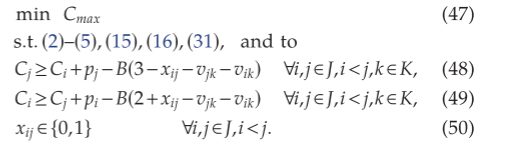 min C_max (47)
s.t. (2)–(5), (15), (16), (31), and to
C_j ≥ C_i + p_j − B(3 − x_ij − v_jk − v_ik) ∀i, j ∈ J, i < j, k ∈ K, (48)
C_i ≥ C_j + p_i − B(2 + x_ij − v_jk − v_ik) ∀i, j ∈ J, i < j, k ∈ K, (49)
x_ij ∈ {0, 1} ∀i, j ∈ J, i < j. (50)